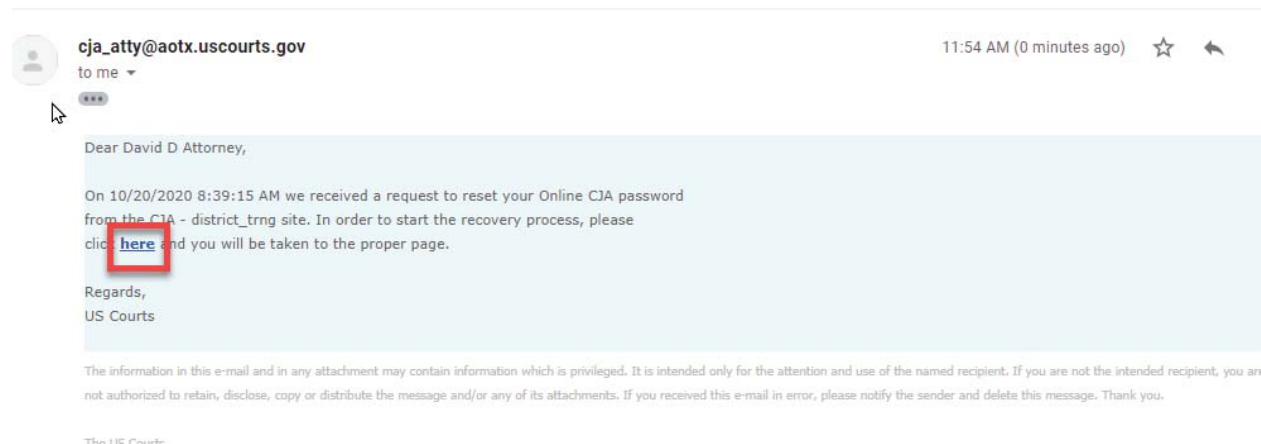 cja_atty@aotx.uscourts.gov
11:54 AM (0 minutes ago)
to me
Dear David D Attorney,
On 10/20/2020 8:39:15 AM we received a request to reset your Online CJA password
from the CJA - district_trng site. In order to start the recovery process, please
click here and you will be taken to the proper page.
Regards,
US Courts
The information in this e-mail and in any attachment may contain information which is privileged. It is intended only for the attention and use of the named recipient. If you are not the intended recipient, you are
not authorized to retain, disclose, copy or distribute the message and/or any of its attachments. If you received this e-mail in error, please notify the sender and delete this message. Thank you.
The US Courts